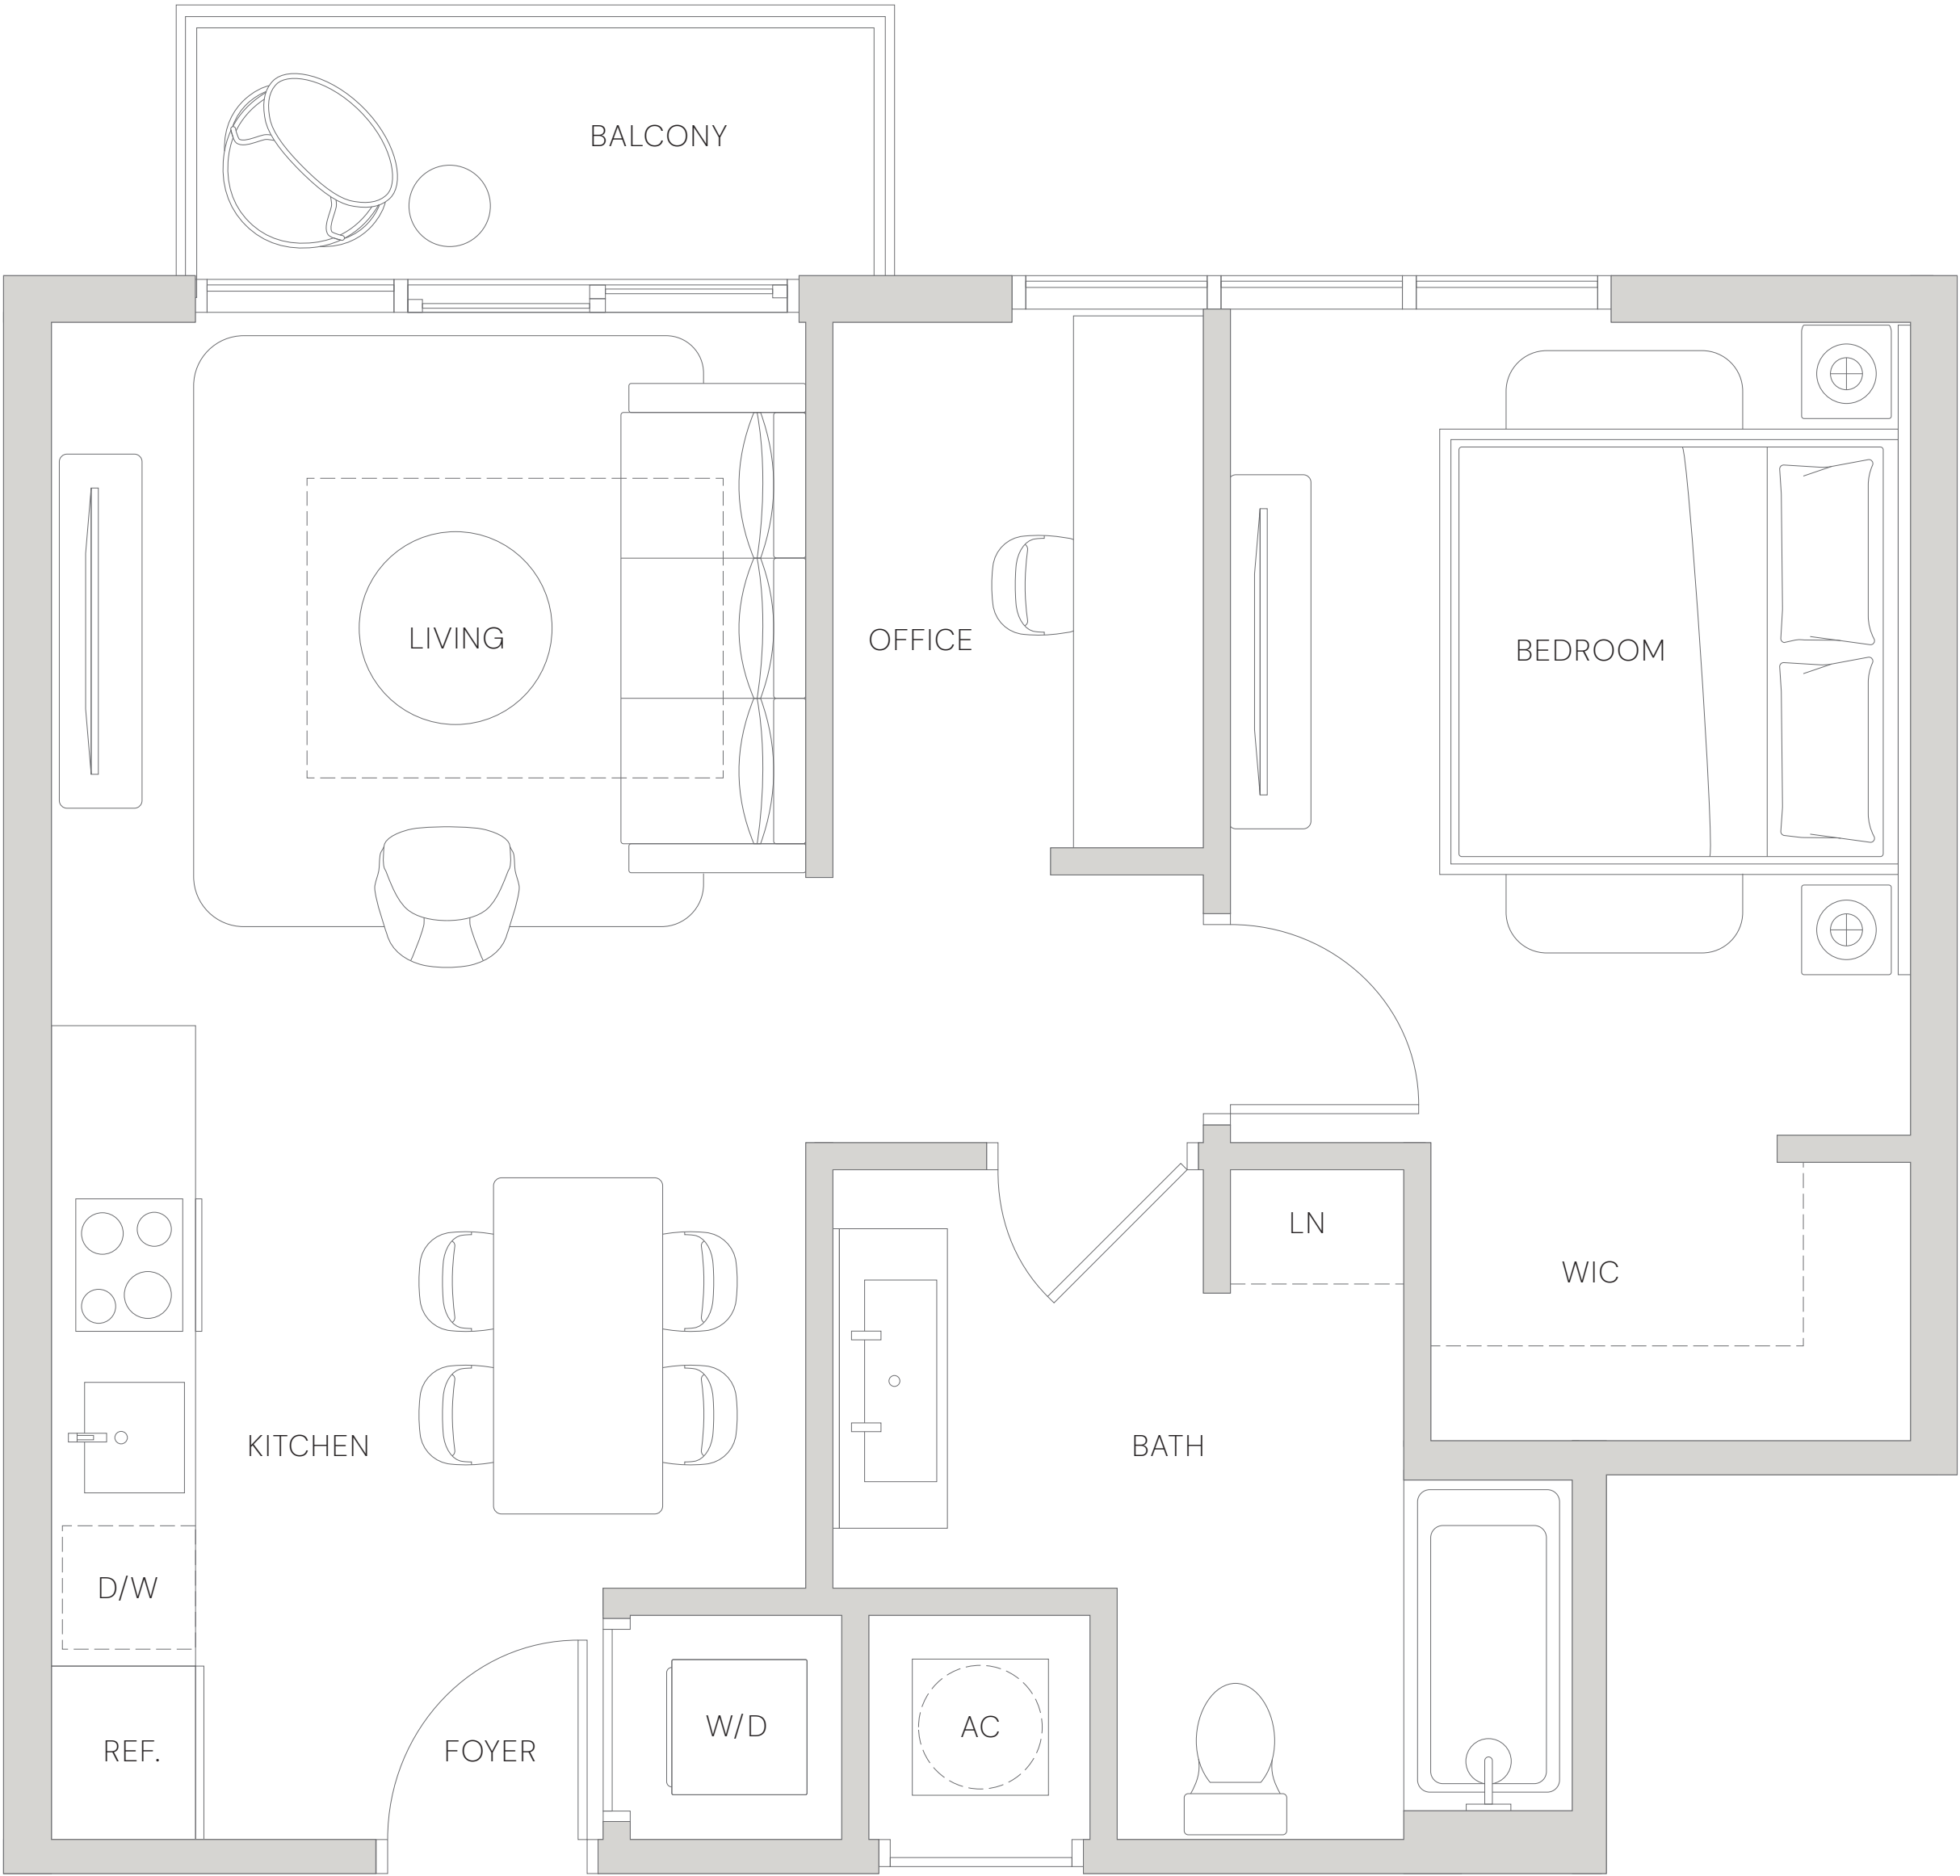 BALCONY
LIVING
OFFICE
BEDROOM
LN
WIC
KITCHEN
BATH
D/W
W/D
AC
REF.
FOYER